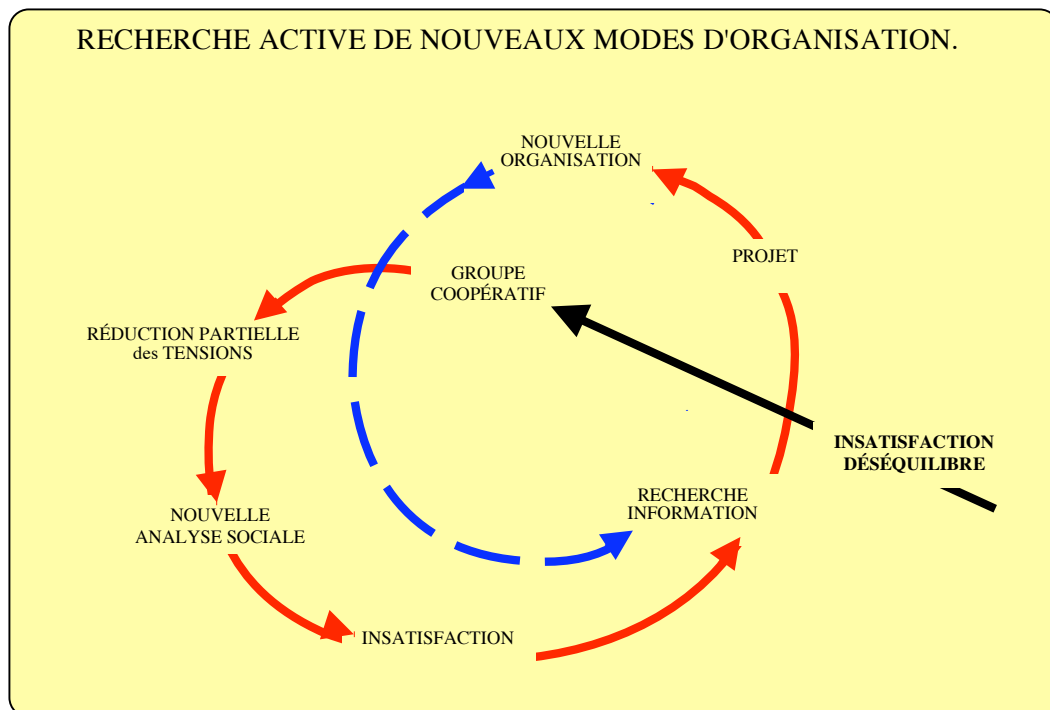 RECHERCHE ACTIVE DE NOUVEAUX MODES D'ORGANISATION.
NOUVELLE
ORGANISATION
PROJET
GROUPE
COOPÉRATIF
RÉDUCTION PARTIELLE
des TENSIONS
INSATISFACTION
DÉSÉQUILIBRE
RECHERCHE
INFORMATION
NOUVELLE
ANALYSE SOCIALE
INSATISFACTION